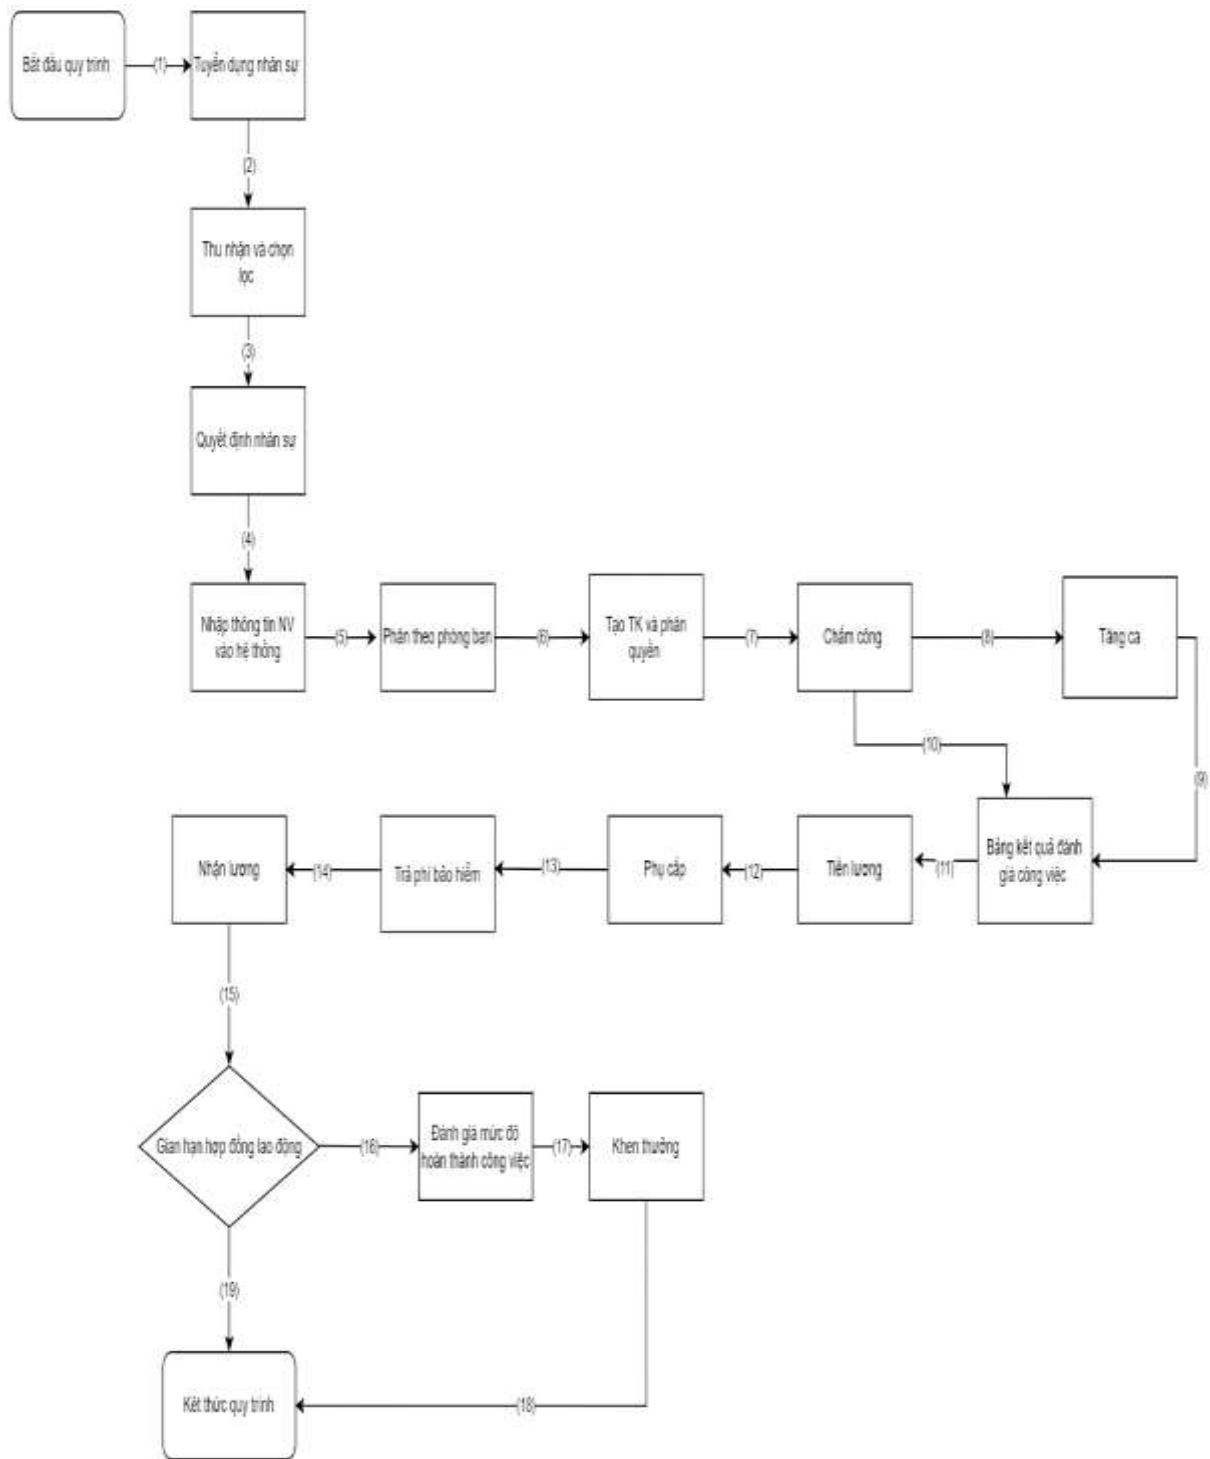 Bắt đầu quy trình
(1)
Tuyển dụng nhân sự
(2)
Thu nhận và chọn
lọc
(3)
Quyết định nhân sự
(4)
Nhập thông tin NV
vào hệ thống
(5)
Phân theo phòng ban
(6)
Tạo TK và phân
quyền
(7)
Chấm công
(8)
Tăng ca
(9)
(10)
Bảng kết quả đánh
giá công việc
(11)
Tiền lương
(12)
Phụ cấp
(13)
Trả phí bảo hiểm
(14)
Nhận lương
(15)
Gian hạn hợp đồng lao động
(16)
Đánh giá mức độ
hoàn thành công việc
(17)
Khen thưởng
(18)
(19)
Kết thúc quy trình